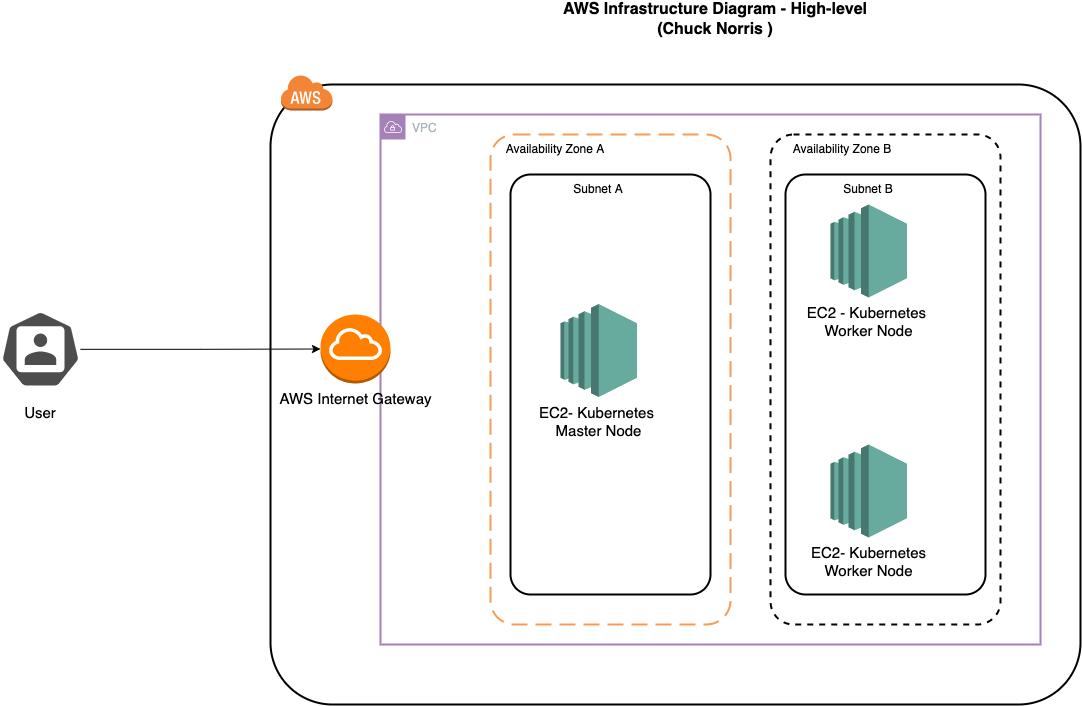 AWS Infrastructure Diagram - High-level
(Chuck Norris )
AWS
VPC
Availability Zone A
Availability Zone B
Subnet A
Subnet B
EC2 - Kubernetes
Worker Node
User
AWS Internet Gateway
EC2- Kubernetes
Master Node
EC2- Kubernetes
Worker Node